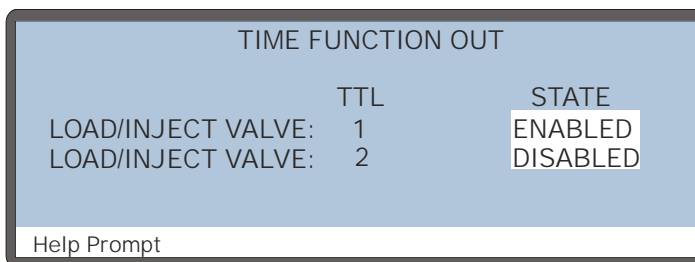 TIME FUNCTION OUT
TTL STATE
LOAD/INJECT VALVE: 1 ENABLED
LOAD/INJECT VALVE: 2 DISABLED
Help Prompt